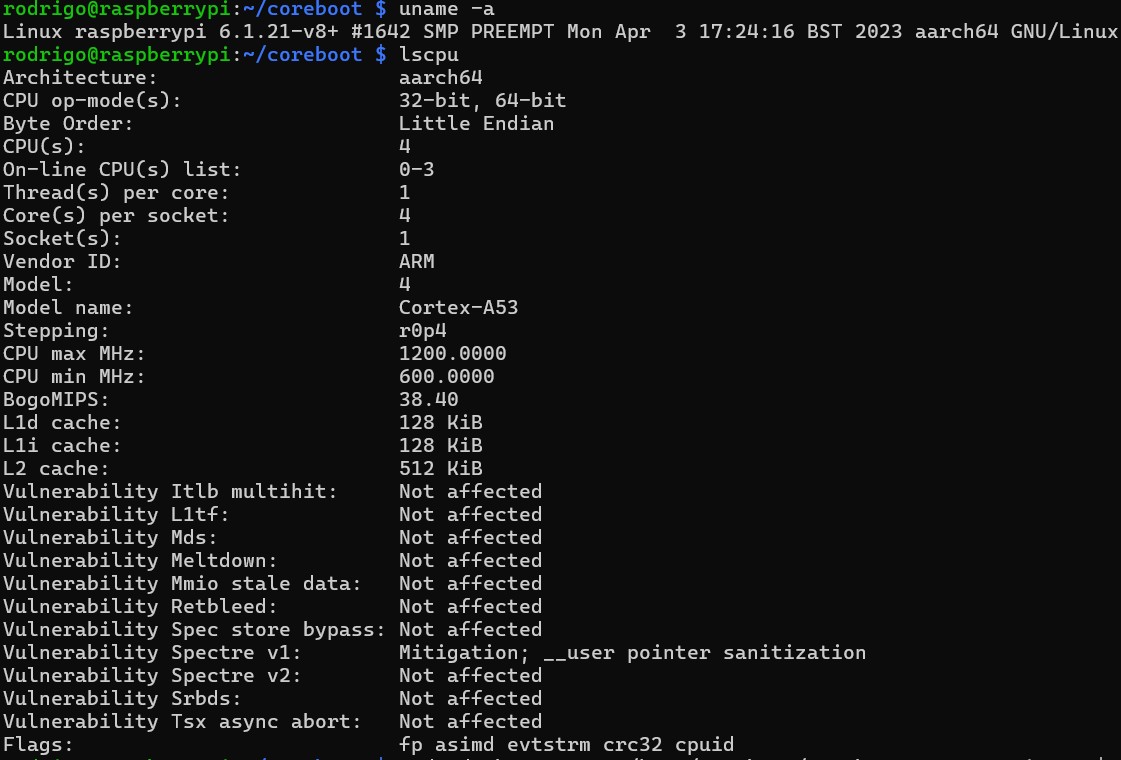 rodrigo@raspberrypi:~/coreboot $ uname -a
Linux raspberrypi 6.1.21-v8+ #1642 SMP PREEMPT Mon Apr  3 17:24:16 BST 2023 aarch64 GNU/Linux
rodrigo@raspberrypi:~/coreboot $ lscpu
Architecture:                    aarch64
CPU op-mode(s):                  32-bit, 64-bit
Byte Order:                      Little Endian
CPU(s):                          4
On-line CPU(s) list:             0-3
Thread(s) per core:              1
Core(s) per socket:              4
Socket(s):                       1
Vendor ID:                       ARM
Model:                           4
Model name:                      Cortex-A53
Stepping:                        r0p4
CPU max MHz:                     1200.0000
CPU min MHz:                     600.0000
BogoMIPS:                        38.40
L1d cache:                       128 KiB
L1i cache:                       128 KiB
L2 cache:                        512 KiB
Vulnerability Itlb multihit:     Not affected
Vulnerability L1tf:              Not affected
Vulnerability Mds:               Not affected
Vulnerability Meltdown:          Not affected
Vulnerability Mmio stale data:   Not affected
Vulnerability Retbleed:          Not affected
Vulnerability Spec store bypass: Not affected
Vulnerability Spectre v1:        Mitigation; __user pointer sanitization
Vulnerability Spectre v2:        Not affected
Vulnerability Srbds:             Not affected
Vulnerability Tsx async abort:   Not affected
Flags:                           fp asimd evtstrm crc32 cpuid